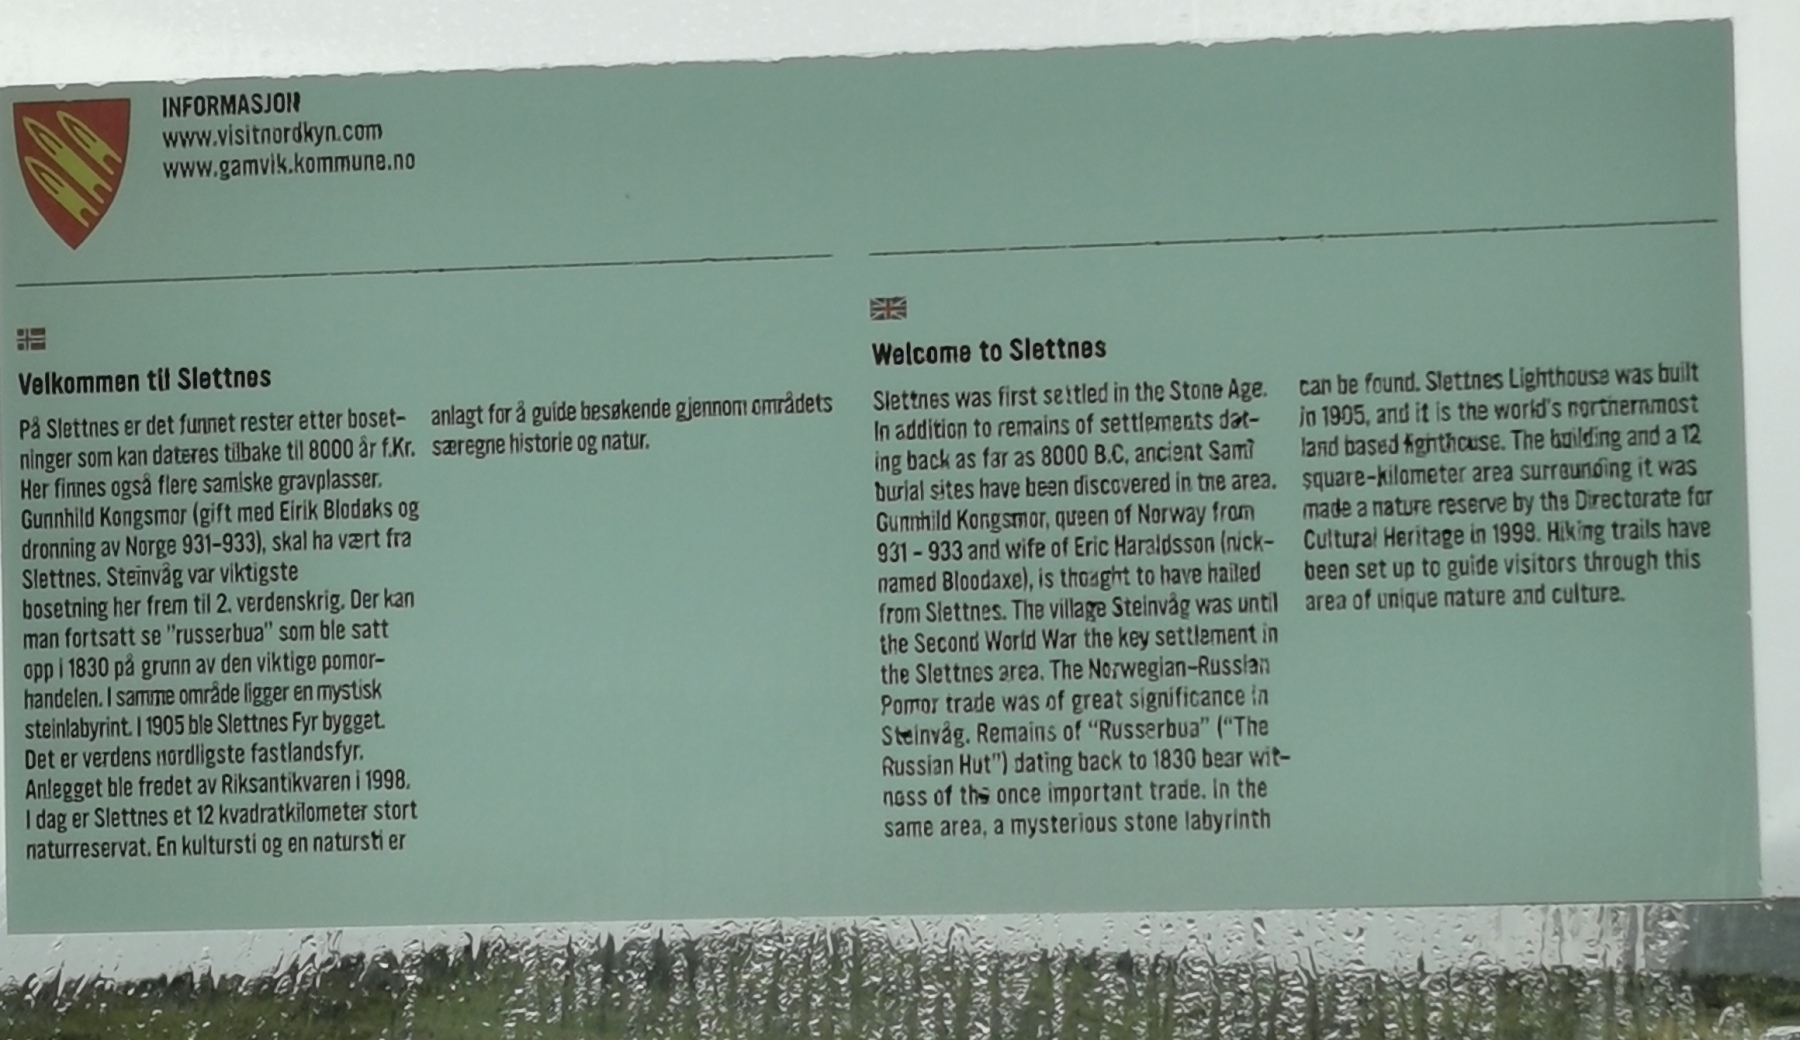 INFORMASJON
www.visitnordkyn.com
www.gamvik.kommune.no
Velkommen til Slettnes
På Slettnes er det funnet rester etter boset-
ninger som kan dateres tilbake til 8000 år f.Kr.
Her finnes også flere samiske gravplasser.
Gunnhild Kongsmor (gift med Eirik Blodøks og
dronning av Norge 931-933), skal ha vært fra
Slettnes. Steinvåg var viktigste
bosetning her frem til 2. verdenskrig. Der kan
man fortsatt se "russerbua" som ble satt
opp i 1830 på grunn av den viktige pomor-
handelen. I samme område ligger en mystisk
steinlabyrint. I 1905 ble Slettnes Fyr bygget.
Det er verdens nordligste fastlandsfyr.
Anlegget ble fredet av Riksantikvaren i 1998.
I dag er Slettnes et 12 kvadratkilometer stort
naturreservat. En kultursti og en natursti er
anlagt for å guide besøkende gjennom områdets
særegne historie og natur.
Welcome to Slettnes
Slettnes was first settled in the Stone Age.
In addition to remains of settlements dat-
ing back as far as 8000 B.C, ancient Sami
burial sites have been discovered in the area.
Gunnhild Kongsmor, queen of Norway from
931 - 933 and wife of Eric Haraldsson (nick-
named Bloodaxe), is thought to have hailed
from Slettnes. The village Steinvåg was until
the Second World War the key settlement in
the Slettnes area. The Norwegian-Russian
Pomor trade was of great significance in
Steinvåg. Remains of "Russerbua" ("The
Russian Hut") dating back to 1830 bear wit-
ness of the once important trade. In the
same area, a mysterious stone labyrinth
can be found. Slettnes Lighthouse was built
in 1905, and it is the world's northernmost
land based lighthouse. The building and a 12
square-kilometer area surrounding it was
made a nature reserve by the Directorate for
Cultural Heritage in 1998. Hiking trails have
been set up to guide visitors through this
area of unique nature and culture.